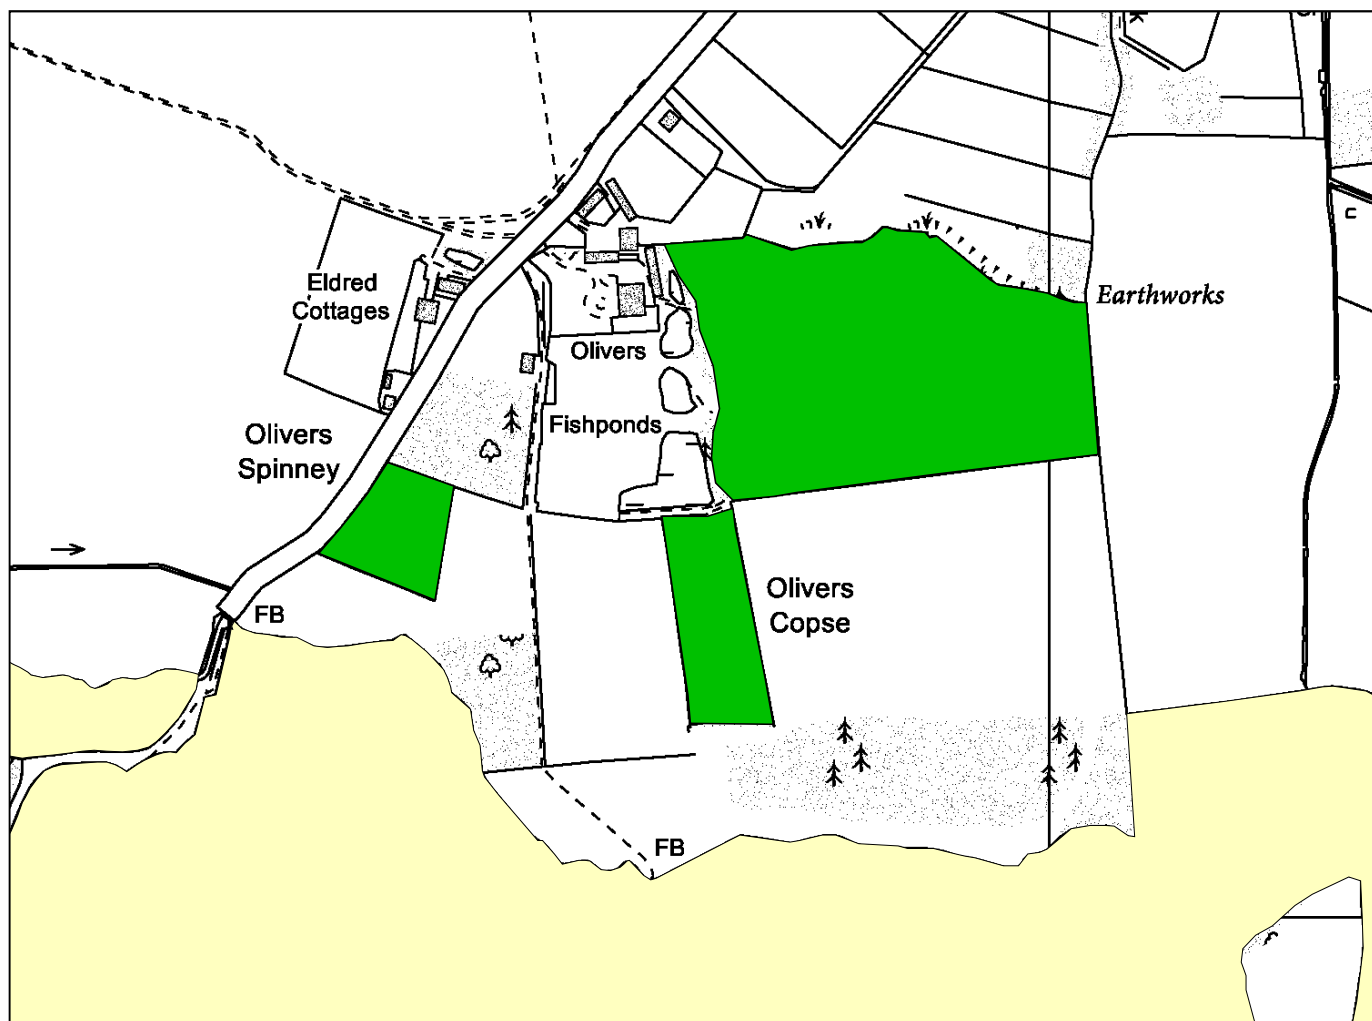 Eldred
Cottages
Earthworks
Olivers
Fishponds
Olivers
Spinney
Olivers
Copse
FB
FB